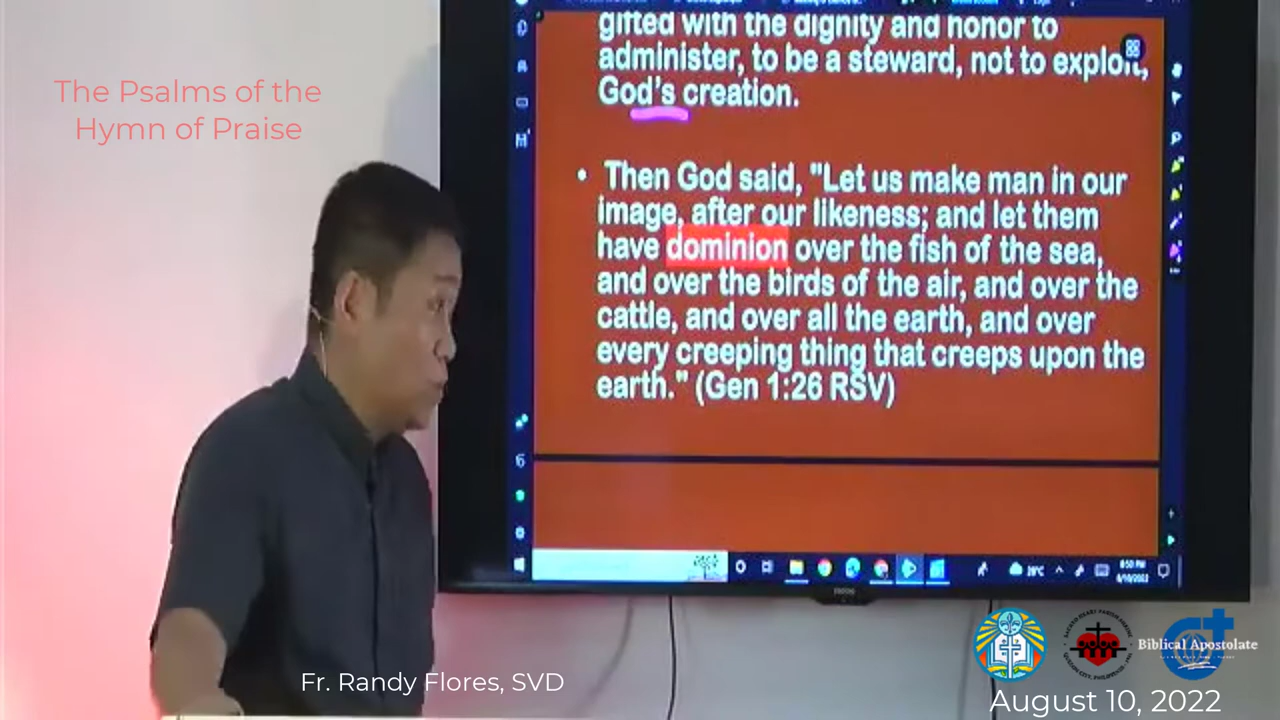 The Psalms of the
Hymn of Praise
gifted with the dignity and honor to
administer, to be a steward, not to exploit,
God's creation.
• Then God said, "Let us make man in our
image, after our likeness; and let them
have dominion over the fish of the sea,
and over the birds of the air, and over the
cattle, and over all the earth, and over
every creeping thing that creeps upon the
earth." (Gen 1:26 RSV)
Fr. Randy Flores, SVD
Biblical Apostolate
August 10, 2022